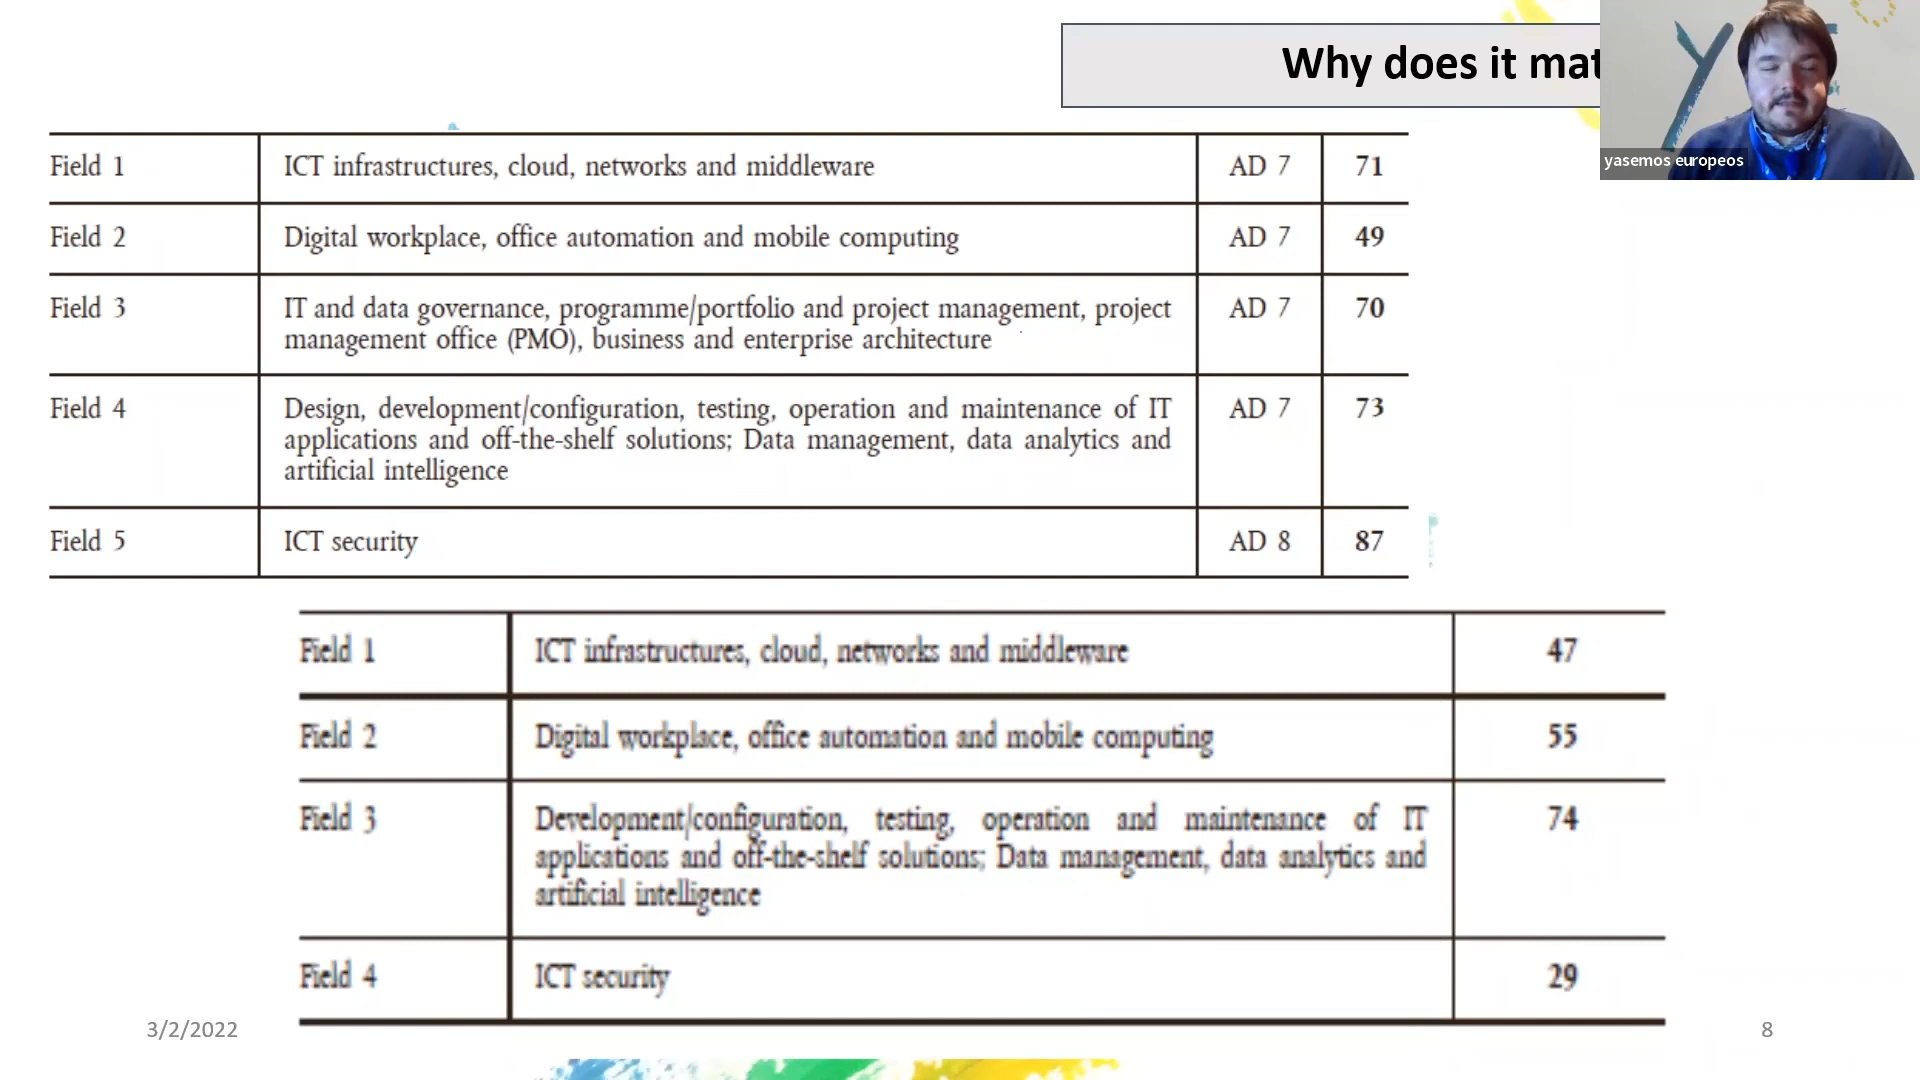 Why does it mat
yasemos europeos
Field 1 ICT infrastructures, cloud, networks and middleware AD 7 71
Field 2 Digital workplace, office automation and mobile computing AD 7 49
Field 3 IT and data governance, programme/portfolio and project management, project AD 7 70
management office (PMO), business and enterprise architecture
Field 4 Design, development/configuration, testing, operation and maintenance of IT AD 7 73
applications and off-the-shelf solutions; Data management, data analytics and
artificial intelligence
Field 5 ICT security AD 8 87
Field 1 ICT infrastructures, cloud, networks and middleware 47
Field 2 Digital workplace, office automation and mobile computing 55
Field 3 Development/configuration, testing, operation and maintenance of IT 74
applications and off-the-shelf solutions; Data management, data analytics and
artificial intelligence
Field 4 ICT security 29
3/2/2022 8